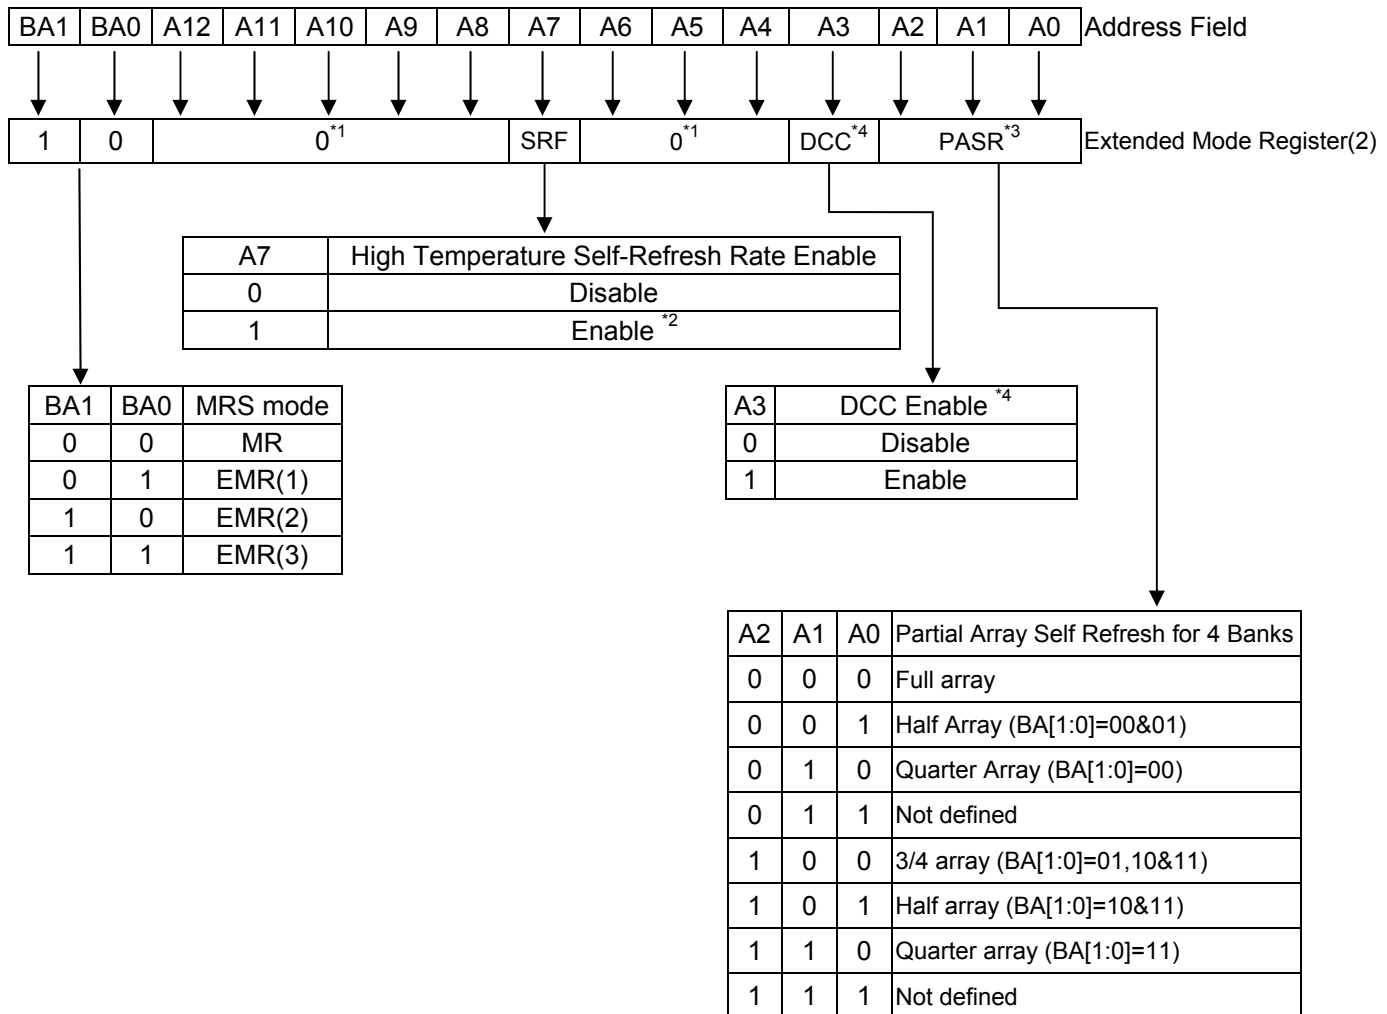 BA1 BA0 A12 A11 A10 A9 A8 A7 A6 A5 A4 A3 A2 A1 A0 Address Field
1 0 0*1 SRF 0*1 DCC*4 PASR*3 Extended Mode Register(2)
A7 High Temperature Self-Refresh Rate Enable
0 Disable
1 Enable *2
BA1 BA0 MRS mode
0 0 MR
0 1 EMR(1)
1 0 EMR(2)
1 1 EMR(3)
A3 DCC Enable *4
0 Disable
1 Enable
A2 A1 A0 Partial Array Self Refresh for 4 Banks
0 0 0 Full array
0 0 1 Half Array (BA[1:0]=00&01)
0 1 0 Quarter Array (BA[1:0]=00)
0 1 1 Not defined
1 0 0 3/4 array (BA[1:0]=01,10&11)
1 0 1 Half array (BA[1:0]=10&11)
1 1 0 Quarter array (BA[1:0]=11)
1 1 1 Not defined